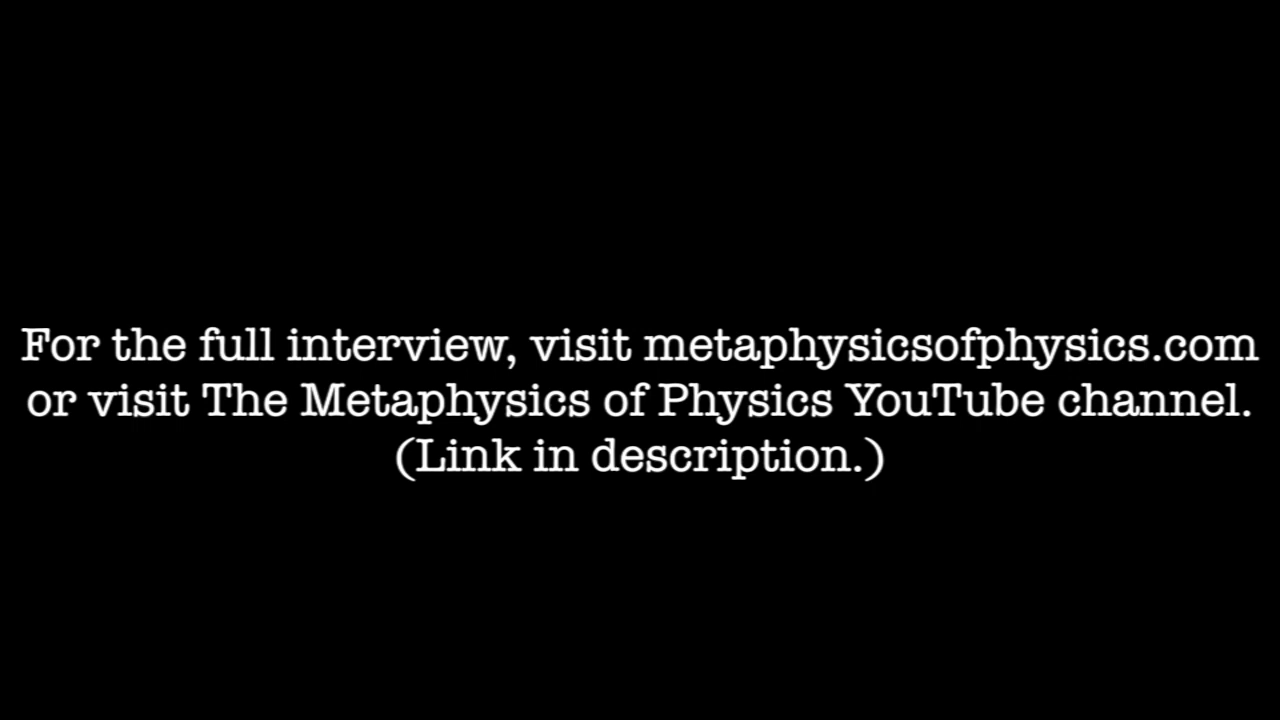 For the full interview, visit metaphysicsofphysics.com
or visit The Metaphysics of Physics YouTube channel.
(Link in description.)